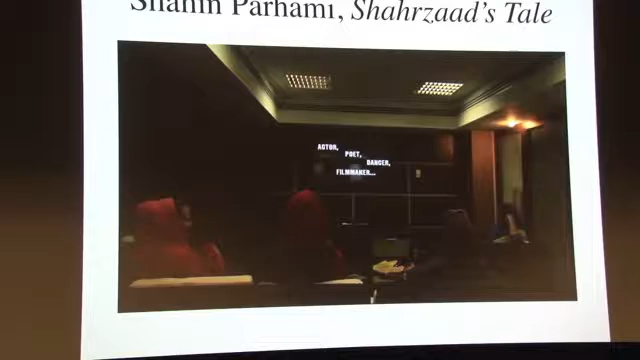 Shahin Parhami, Shahrzaad's Tale
ACTOR,
POET,
DANCER,
FILMMAKER...